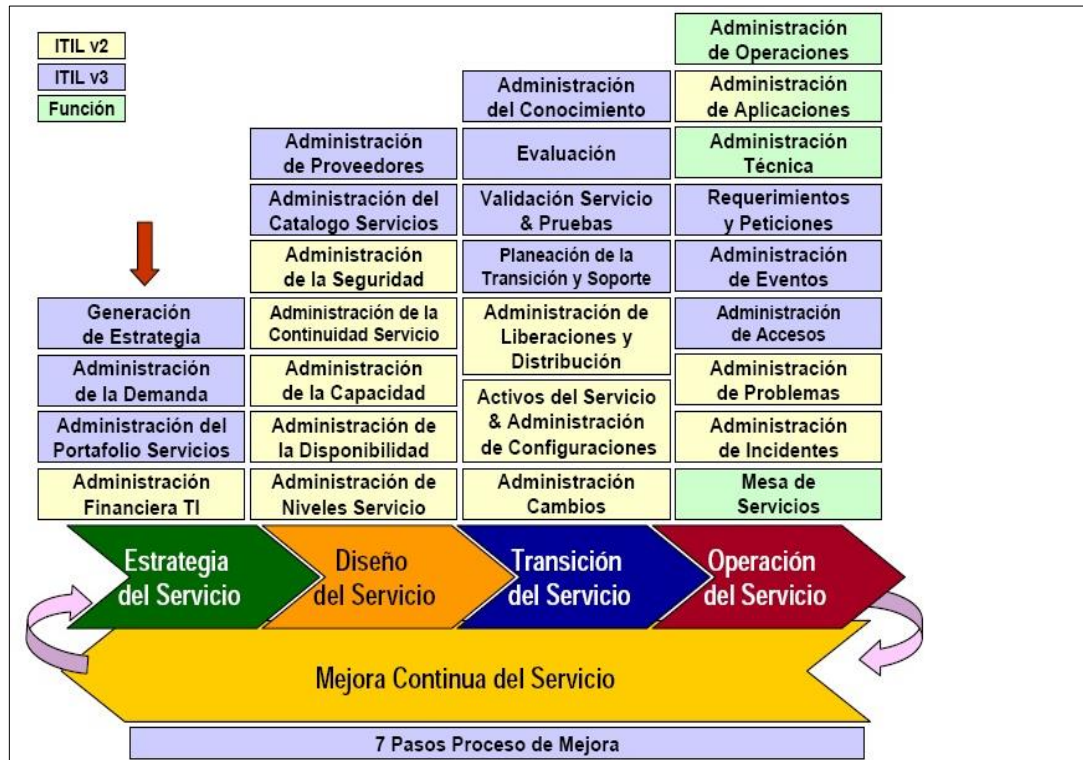 ITIL v2
ITIL v3
Función
Generación
de Estrategia
Administración
de la Demanda
Administración del
Portafolio Servicios
Administración
Financiera TI
Administración
de Proveedores
Administración del
Catalogo Servicios
Administración
de la Seguridad
Administración de la
Continuidad Servicio
Administración
de la Capacidad
Administración de
la Disponibilidad
Administración de
Niveles Servicio
Administración
del Conocimiento
Evaluación
Validación Servicio
& Pruebas
Planeación de la
Transición y Soporte
Administración de
Liberaciones y
Distribución
Activos del Servicio
& Administración
de Configuraciones
Administración
Cambios
Administración
de Operaciones
Administración
de Aplicaciones
Administración
Técnica
Requerimientos
y Peticiones
Administración
de Eventos
Administración
de Accesos
Administración
de Problemas
Administración
de Incidentes
Mesa de
Servicios
Estrategia
del Servicio
Diseño
del Servicio
Transición
del Servicio
Operación
del Servicio
Mejora Continua del Servicio
7 Pasos Proceso de Mejora